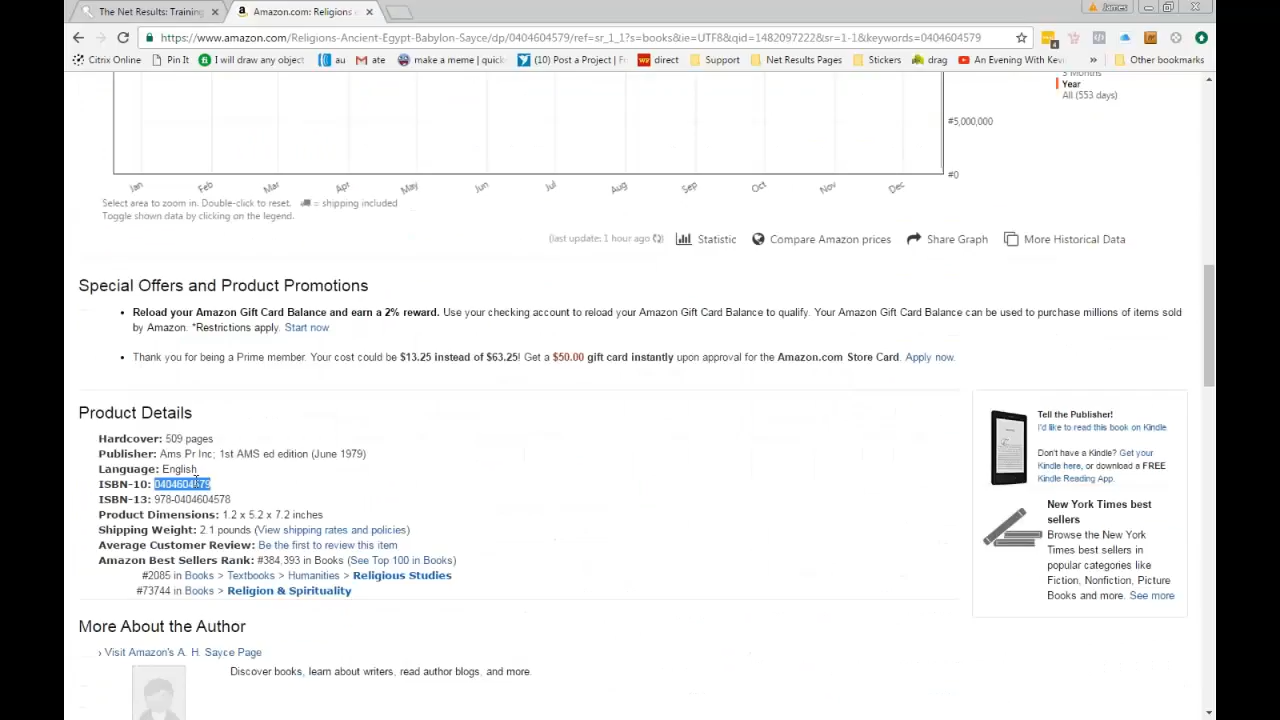 The Net Results: Training
Amazon.com: Religions
James
https://www.amazon.com/Religions-Ancient-Egypt-Babylon-Sayce/dp/0404604579/ref=sr_1_1?s=books&ie=UTF8&qid=1482097222&sr=1-1&keywords=0404604579
Citrix Online Pin It I will draw any object au ate make a meme | quick (10) Post a Project | direct Support Net Results Pages Stickers drag An Evening With Kevi » Other bookmarks
3 Months
Year
All (553 days)
#5,000,000
#0
Jan Feb Mar Apr May Jun Jul Aug Sep Oct Nov Dec
Select area to zoom in. Double-click to reset. = shipping included
Toggle shown data by clicking on the legend.
(last update: 1 hour ago) Statistic Compare Amazon prices Share Graph More Historical Data
Special Offers and Product Promotions
• Reload your Amazon Gift Card Balance and earn a 2% reward. Use your checking account to reload your Amazon Gift Card Balance to qualify. Your Amazon Gift Card Balance can be used to purchase millions of items sold
by Amazon. *Restrictions apply. Start now
• Thank you for being a Prime member. Your cost could be $13.25 instead of $63.25! Get a $50.00 gift card instantly upon approval for the Amazon.com Store Card. Apply now.
Product Details
Hardcover: 509 pages
Publisher: Ams Pr Inc; 1st AMS ed edition (June 1979)
Language: English
ISBN-10: 0404604579
ISBN-13: 978-0404604578
Product Dimensions: 1.2 x 5.2 x 7.2 inches
Shipping Weight: 2.1 pounds (View shipping rates and policies)
Average Customer Review: Be the first to review this item
Amazon Best Sellers Rank: #384,393 in Books (See Top 100 in Books)
#2085 in Books > Textbooks > Humanities > Religious Studies
#73744 in Books > Religion & Spirituality
Tell the Publisher!
I'd like to read this book on Kindle
Don't have a Kindle? Get your
Kindle here, or download a FREE
Kindle Reading App.
New York Times best
sellers
Browse the New York
Times best sellers in
popular categories like
Fiction, Nonfiction, Picture
Books and more. See more
More About the Author
› Visit Amazon's A. H. Sayce Page
Discover books, learn about writers, read author blogs, and more.